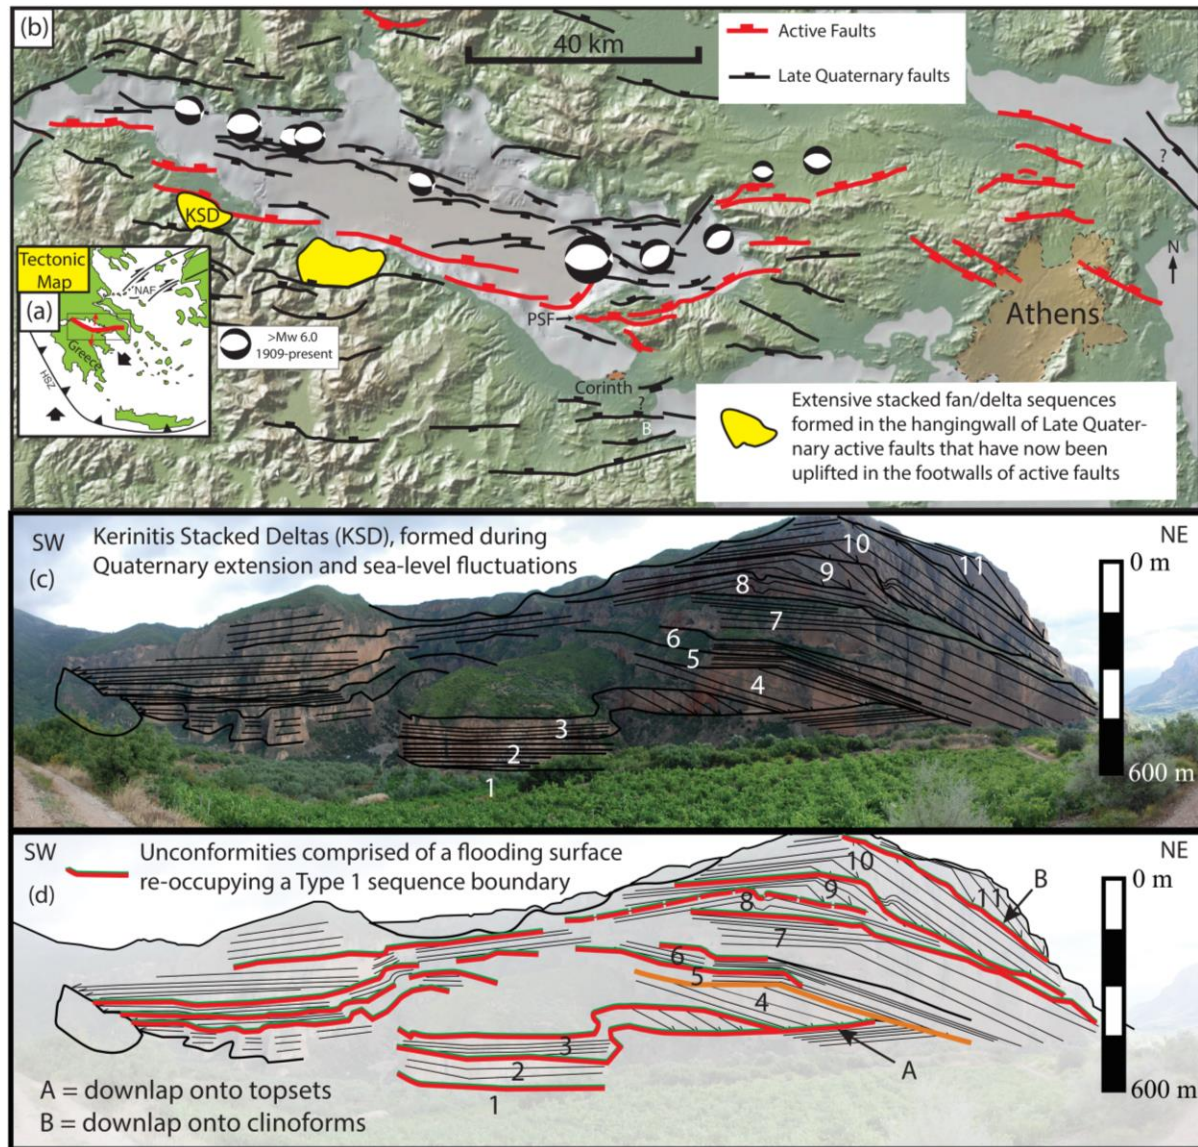 (b)
40 km
Active Faults
Late Quaternary faults
?
KSD
N
Tectonic
Map
(a)
NAF
Greece
HSZ
>Mw 6.0
1909-present
PSF
Athens
Corinth
?
B
Extensive stacked fan/delta sequences
formed in the hangingwall of Late Quater-
nary active faults that have now been
uplifted in the footwalls of active faults
SW
Kerinitis Stacked Deltas (KSD), formed during
Quaternary extension and sea-level fluctuations
NE
(c)
0 m
10
11
9
8
7
6
5
4
3
2
1
600 m
SW
Unconformities comprised of a flooding surface
re-occupying a Type 1 sequence boundary
NE
(d)
0 m
10
B
9
11
8
7
6
5
4
3
2
A
1
600 m
A = downlap onto topsets
B = downlap onto clinoforms